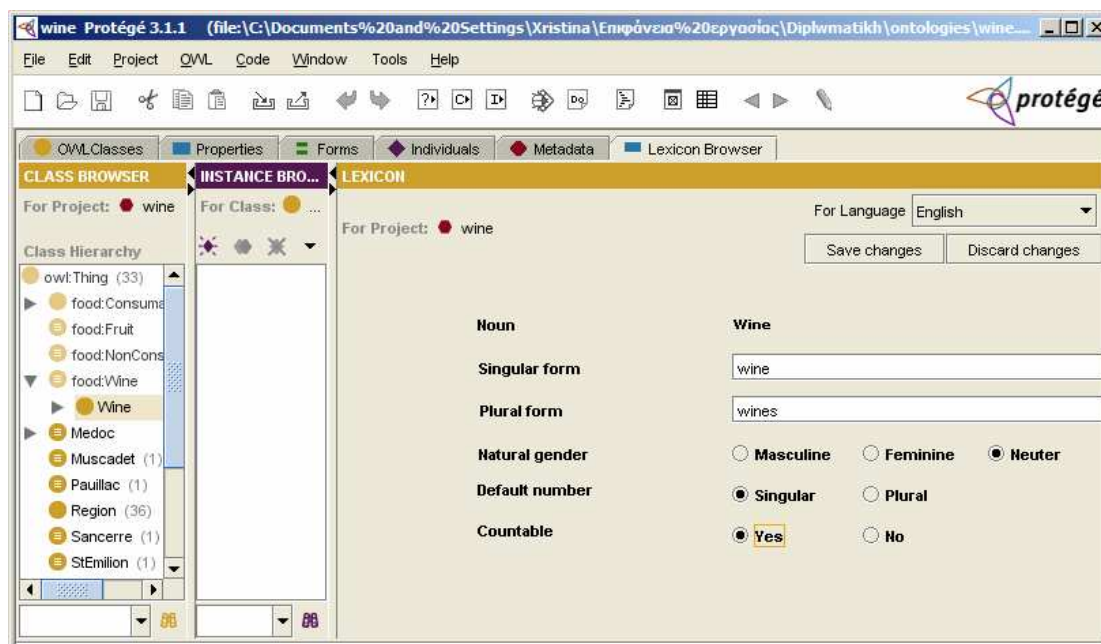 wine Protégé 3.1.1 (file:\C:\Documents%20and%20Settings\Xristina\Επιφάνεια%20εργασίας\Diplwmatikh\ontologies\wine....
File Edit Project OWL Code Window Tools Help
protégé
OWLClasses Properties Forms Individuals Metadata Lexicon Browser
CLASS BROWSER INSTANCE BRO... LEXICON
For Project: wine For Class: ... For Project: wine For Language English
Class Hierarchy Save changes Discard changes
owl:Thing (33)
food:Consuma
food:Fruit
food:NonCons
food:Wine
Wine
Medoc
Muscadet (1)
Pauillac (1)
Region (36)
Sancerre (1)
StEmilion (1)
Noun Wine
Singular form wine
Plural form wines
Natural gender Masculine Feminine Neuter
Default number Singular Plural
Countable Yes No